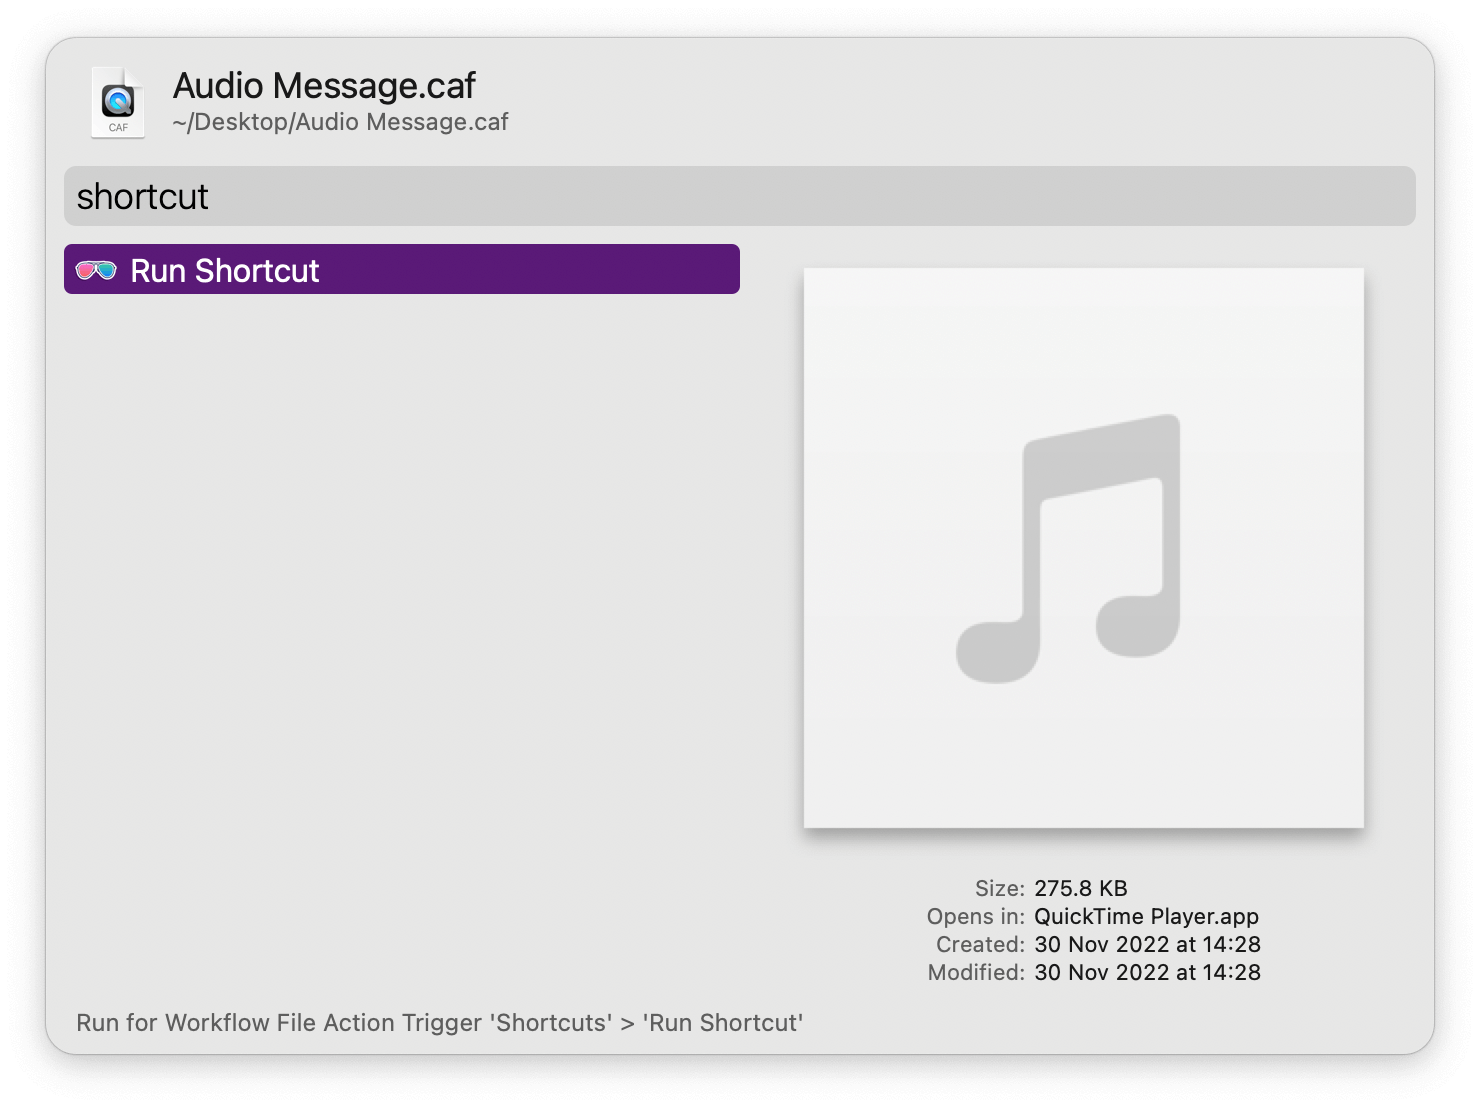 Audio Message.caf
CAF
~/Desktop/Audio Message.caf
shortcut
Run Shortcut
Size: 275.8 KB
Opens in: QuickTime Player.app
Created: 30 Nov 2022 at 14:28
Modified: 30 Nov 2022 at 14:28
Run for Workflow File Action Trigger 'Shortcuts' > 'Run Shortcut'